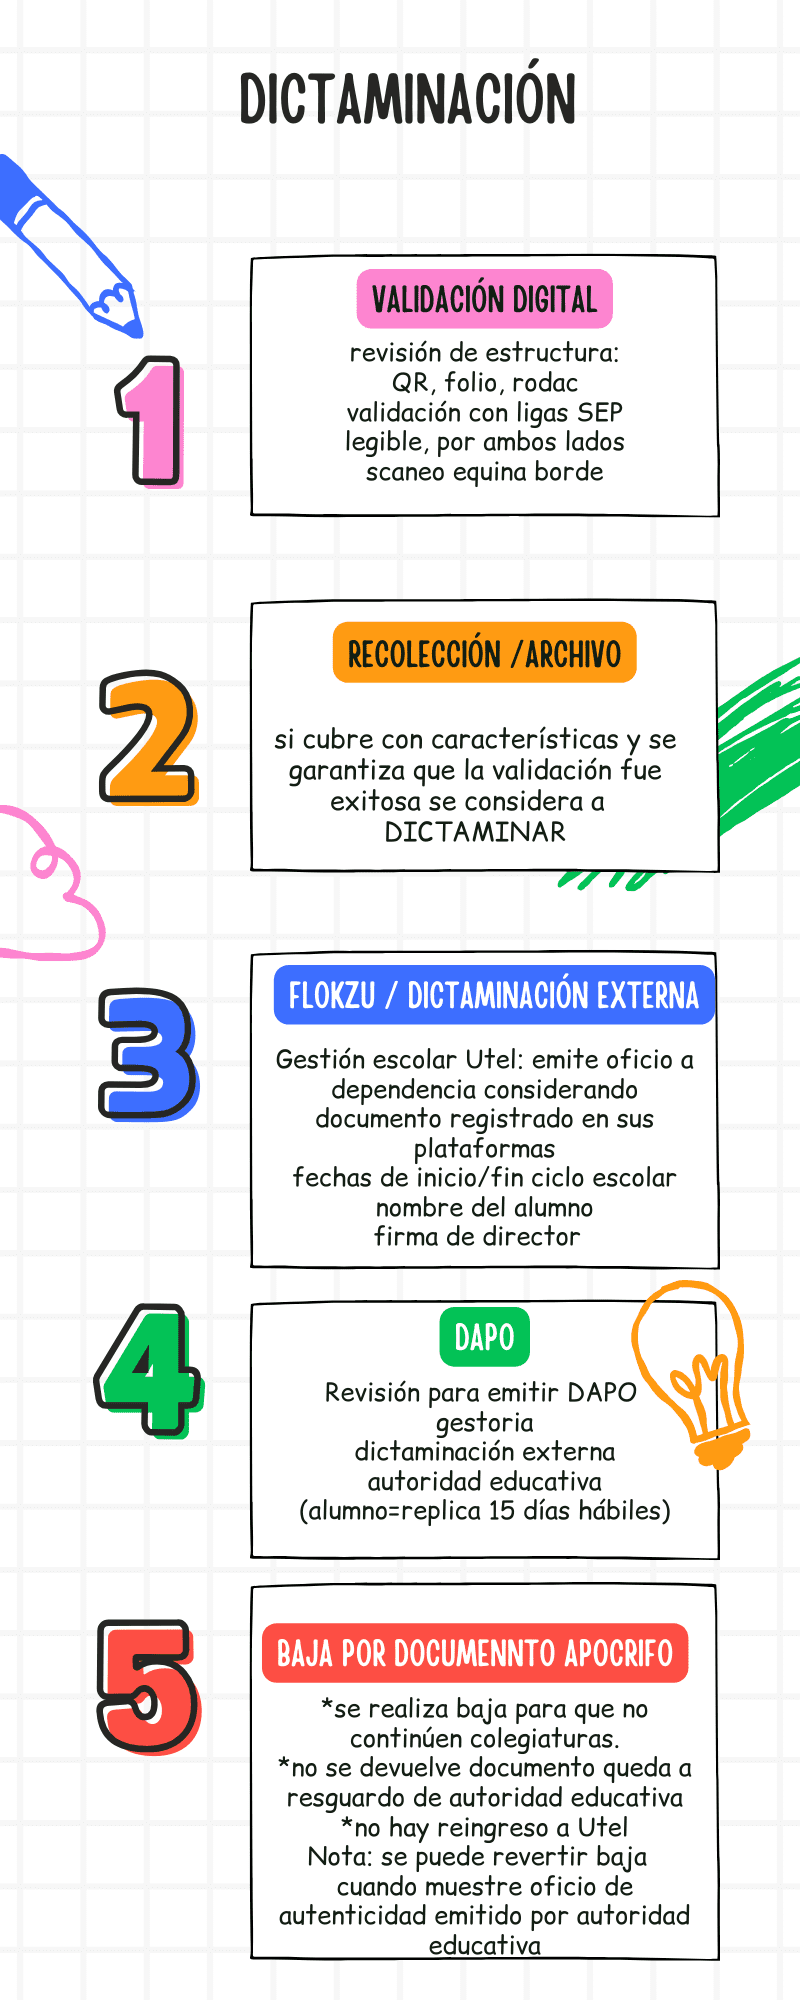 DICTAMINACIÓN
1
VALIDACIÓN DIGITAL
revisión de estructura:
QR, folio, rodac
validación con ligas SEP
legible, por ambos lados
scaneo equina borde
2
RECOLECCIÓN /ARCHIVO
si cubre con características y se
garantiza que la validación fue
exitosa se considera a
DICTAMINAR
3
FLOKZU / DICTAMINACIÓN EXTERNA
Gestión escolar Utel: emite oficio a
dependencia considerando
documento registrado en sus
plataformas
fechas de inicio/fin ciclo escolar
nombre del alumno
firma de director
4
DAPO
Revisión para emitir DAPO
gestoria
dictaminación externa
autoridad educativa
(alumno=replica 15 días hábiles)
5
BAJA POR DOCUMENNTO APOCRIFO
*se realiza baja para que no
continúen colegiaturas.
*no se devuelve documento queda a
resguardo de autoridad educativa
*no hay reingreso a Utel
Nota: se puede revertir baja
cuando muestre oficio de
autenticidad emitido por autoridad
educativa